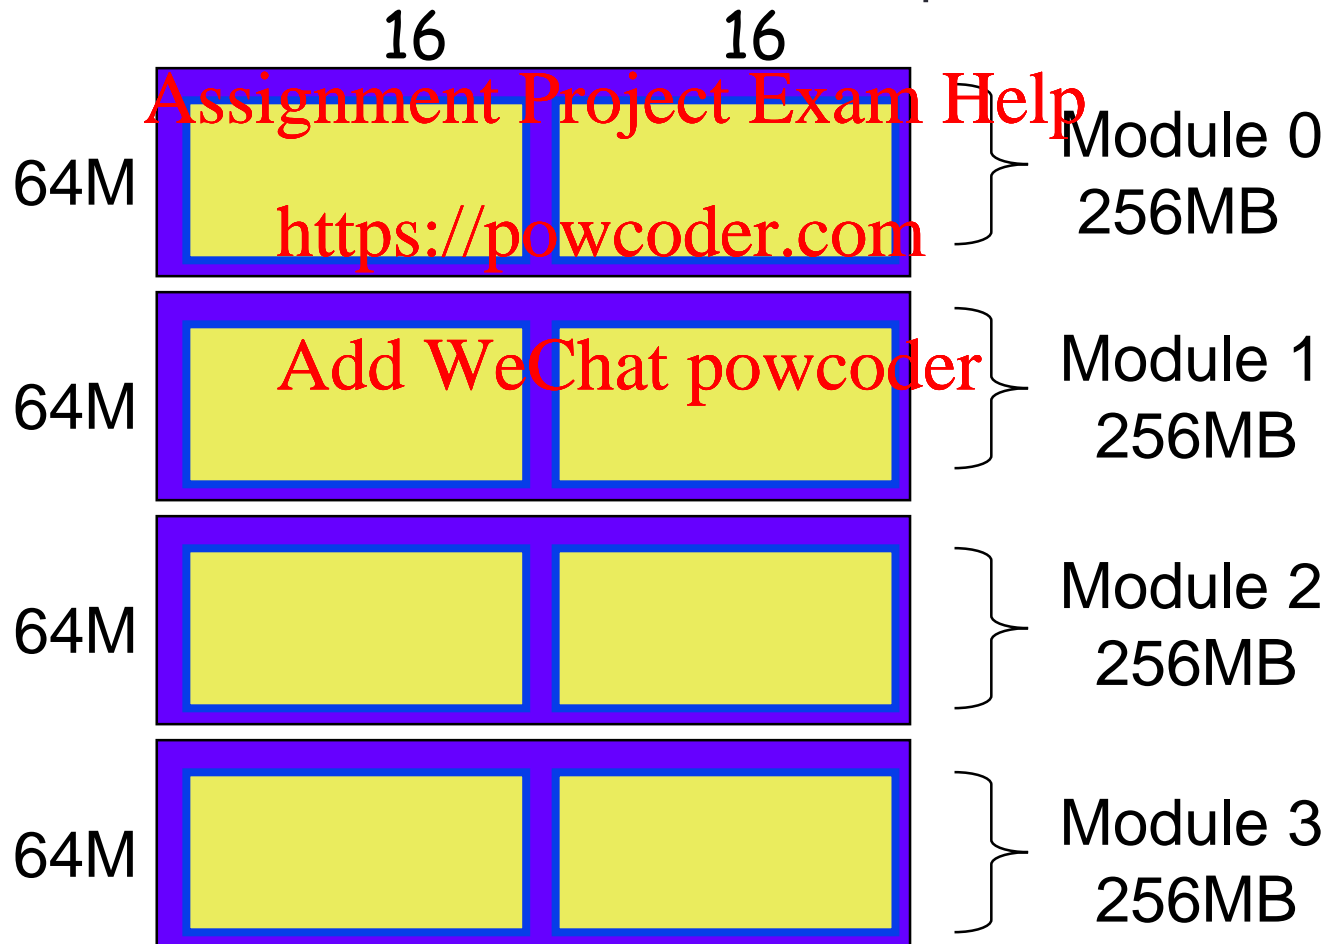 16 16
Assignment Project Exam Help
64M
Module 0
256MB
https://powcoder.com
64M
Module 1
256MB
Add WeChat powcoder
64M
Module 2
256MB
64M
Module 3
256MB